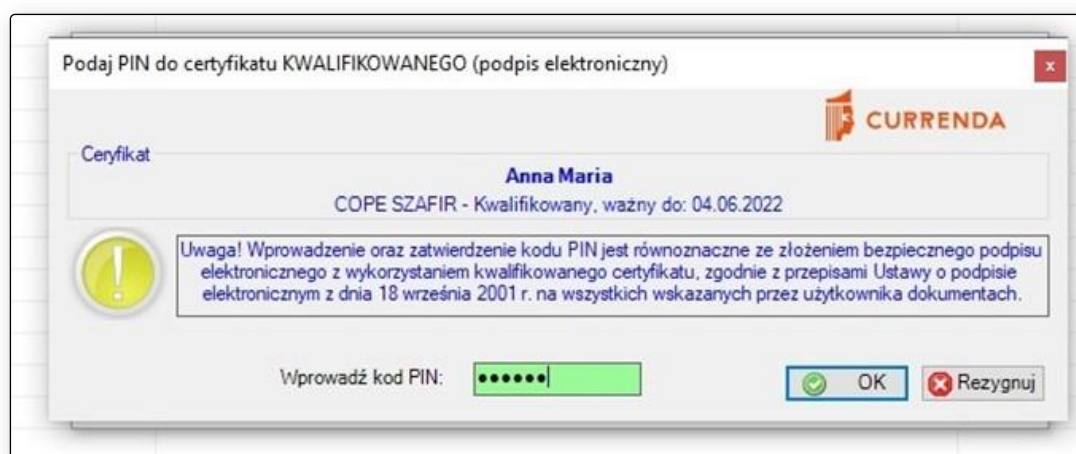 Podaj PIN do certyfikatu KWALIFIKOWANEGO (podpis elektroniczny)
x
CURRENDA
Ceryfikat
Anna Maria
COPE SZAFIR - Kwalifikowany, ważny do: 04.06.2022
Uwaga! Wprowadzenie oraz zatwierdzenie kodu PIN jest równoznaczne ze złożeniem bezpiecznego podpisu
elektronicznego z wykorzystaniem kwalifikowanego certyfikatu, zgodnie z przepisami Ustawy o podpisie
elektronicznym z dnia 18 września 2001 r. na wszystkich wskazanych przez użytkownika dokumentach.
Wprowadź kod PIN: ●●●●●● OK Rezygnuj